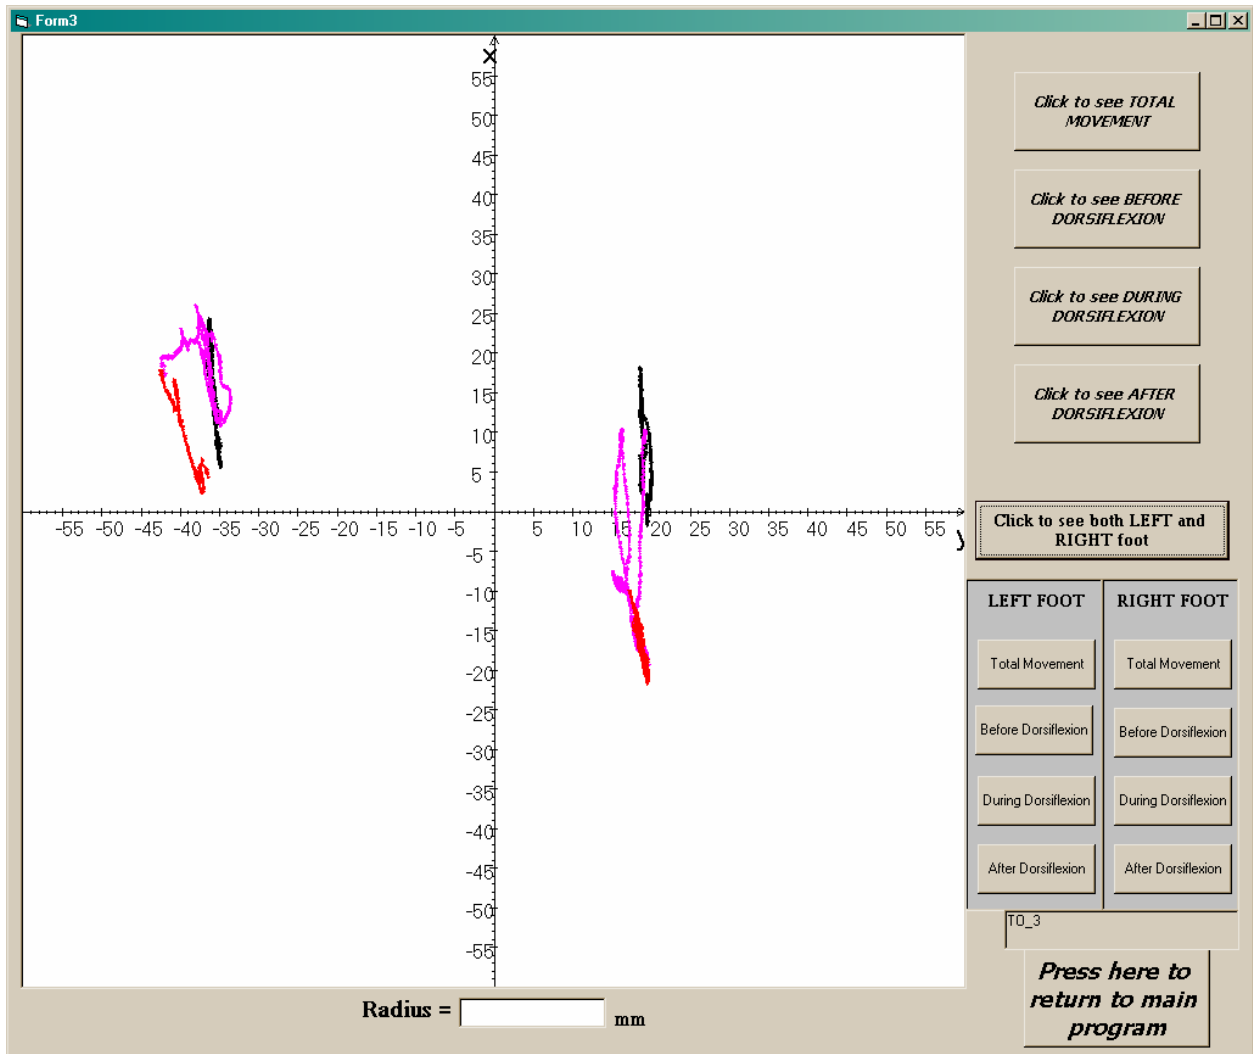 Form3
X
55
50
45
40
35
30
25
20
15
10
5
-55 -50 -45 -40 -35 -30 -25 -20 -15 -10 -5 5 10 15 20 25 30 35 40 45 50 55
-5
-10
-15
-20
-25
-30
-35
-40
-45
-50
-55
Click to see TOTAL
MOVEMENT
Click to see BEFORE
DORSIFLEXION
Click to see DURING
DORSIFLEXION
Click to see AFTER
DORSIFLEXION
Click to see both LEFT and
RIGHT foot
LEFT FOOT RIGHT FOOT
Total Movement Total Movement
Before Dorsiflexion Before Dorsiflexion
During Dorsiflexion During Dorsiflexion
After Dorsiflexion After Dorsiflexion
TO_3
Press here to
return to main
program
Radius = mm